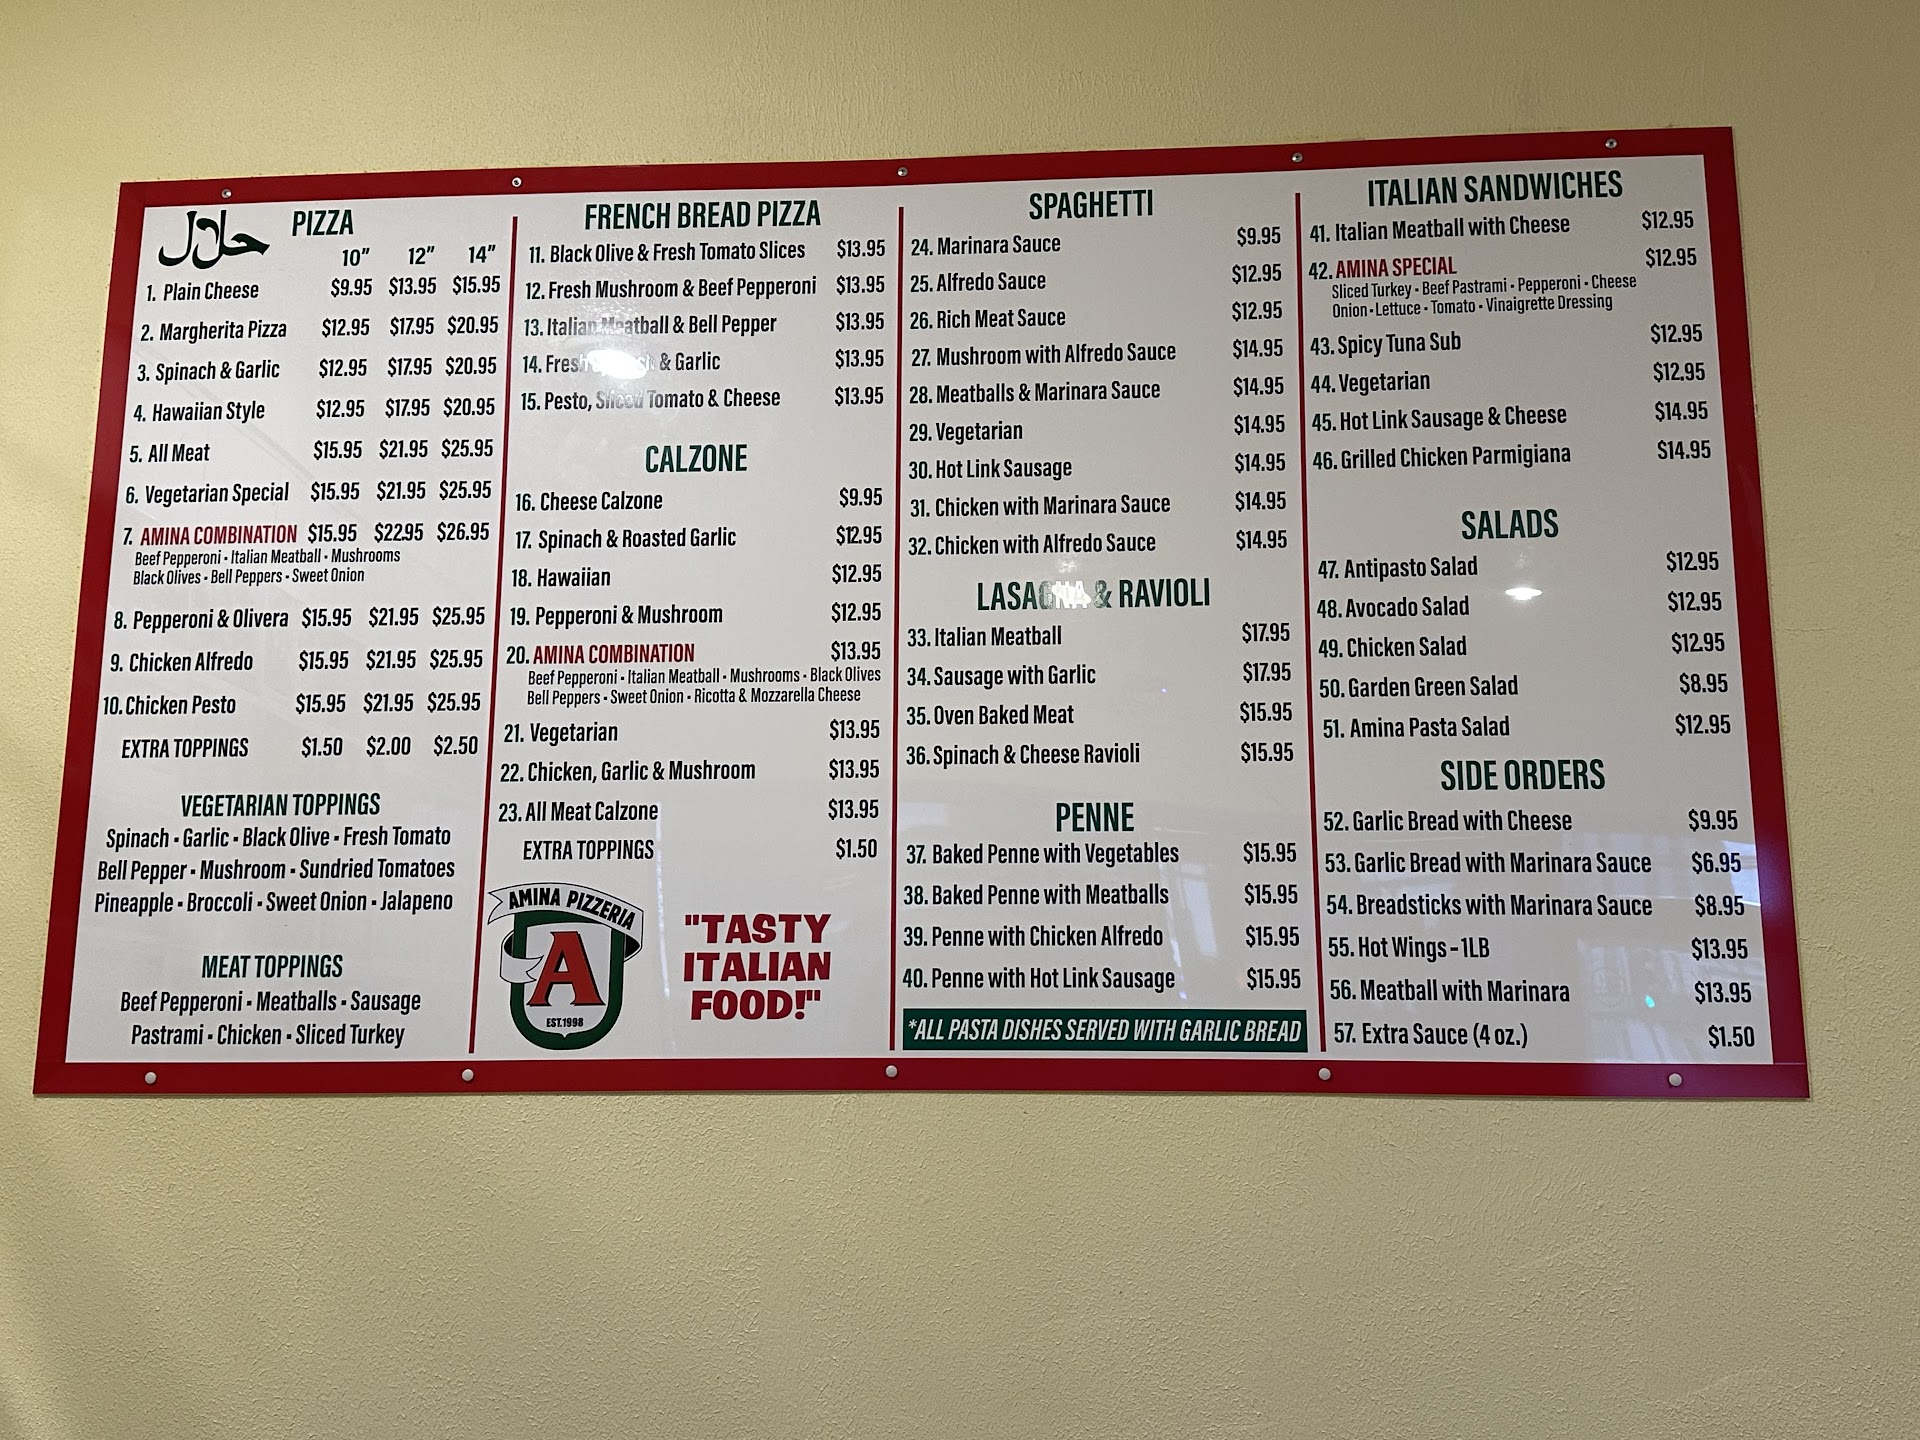 حلال
PIZZA
10" 12" 14"
1. Plain Cheese $9.95 $13.95 $15.95
2. Margherita Pizza $12.95 $17.95 $20.95
3. Spinach & Garlic $12.95 $17.95 $20.95
4. Hawaiian Style $12.95 $17.95 $20.95
5. All Meat $15.95 $21.95 $25.95
6. Vegetarian Special $15.95 $21.95 $25.95
7. AMINA COMBINATION $15.95 $22.95 $26.95
Beef Pepperoni • Italian Meatball • Mushrooms
Black Olives • Bell Peppers • Sweet Onion
8. Pepperoni & Olivera $15.95 $21.95 $25.95
9. Chicken Alfredo $15.95 $21.95 $25.95
10. Chicken Pesto $15.95 $21.95 $25.95
EXTRA TOPPINGS $1.50 $2.00 $2.50
VEGETARIAN TOPPINGS
Spinach • Garlic • Black Olive • Fresh Tomato
Bell Pepper • Mushroom • Sundried Tomatoes
Pineapple • Broccoli • Sweet Onion • Jalapeno
MEAT TOPPINGS
Beef Pepperoni • Meatballs • Sausage
Pastrami • Chicken • Sliced Turkey
FRENCH BREAD PIZZA
11. Black Olive & Fresh Tomato Slices $13.95
12. Fresh Mushroom & Beef Pepperoni $13.95
13. Italian Meatball & Bell Pepper $13.95
14. Fresh & Garlic $13.95
15. Pesto, Sliced Tomato & Cheese $13.95
CALZONE
16. Cheese Calzone $9.95
17. Spinach & Roasted Garlic $12.95
18. Hawaiian $12.95
19. Pepperoni & Mushroom $12.95
20. AMINA COMBINATION $13.95
Beef Pepperoni • Italian Meatball • Mushrooms • Black Olives
Bell Peppers • Sweet Onion • Ricotta & Mozzarella Cheese
21. Vegetarian $13.95
22. Chicken, Garlic & Mushroom $13.95
23. All Meat Calzone $13.95
EXTRA TOPPINGS $1.50
AMINA PIZZERIA
A
EST.1998
"TASTY
ITALIAN
FOOD!"
SPAGHETTI
24. Marinara Sauce $9.95
25. Alfredo Sauce $12.95
26. Rich Meat Sauce $12.95
27. Mushroom with Alfredo Sauce $14.95
28. Meatballs & Marinara Sauce $14.95
29. Vegetarian $14.95
30. Hot Link Sausage $14.95
31. Chicken with Marinara Sauce $14.95
32. Chicken with Alfredo Sauce $14.95
LASAGNA & RAVIOLI
33. Italian Meatball $17.95
34. Sausage with Garlic $17.95
35. Oven Baked Meat $15.95
36. Spinach & Cheese Ravioli $15.95
PENNE
37. Baked Penne with Vegetables $15.95
38. Baked Penne with Meatballs $15.95
39. Penne with Chicken Alfredo $15.95
40. Penne with Hot Link Sausage $15.95
*ALL PASTA DISHES SERVED WITH GARLIC BREAD
ITALIAN SANDWICHES
41. Italian Meatball with Cheese $12.95
42. AMINA SPECIAL $12.95
Sliced Turkey • Beef Pastrami • Pepperoni • Cheese
Onion • Lettuce • Tomato • Vinaigrette Dressing
43. Spicy Tuna Sub $12.95
44. Vegetarian $12.95
45. Hot Link Sausage & Cheese $14.95
46. Grilled Chicken Parmigiana $14.95
SALADS
47. Antipasto Salad $12.95
48. Avocado Salad $12.95
49. Chicken Salad $12.95
50. Garden Green Salad $8.95
51. Amina Pasta Salad $12.95
SIDE ORDERS
52. Garlic Bread with Cheese $9.95
53. Garlic Bread with Marinara Sauce $6.95
54. Breadsticks with Marinara Sauce $8.95
55. Hot Wings - 1LB $13.95
56. Meatball with Marinara $13.95
57. Extra Sauce (4 oz.) $1.50